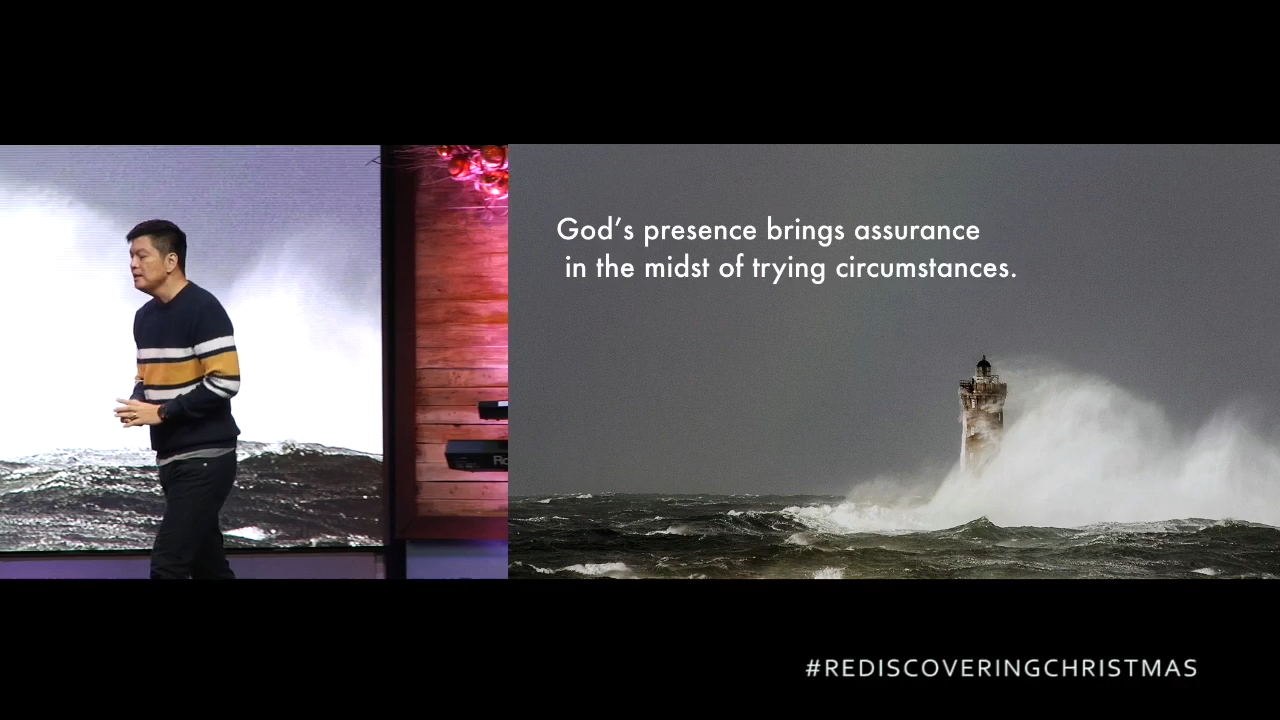 God's presence brings assurance
in the midst of trying circumstances.
#REDISCOVERINGCHRISTMAS